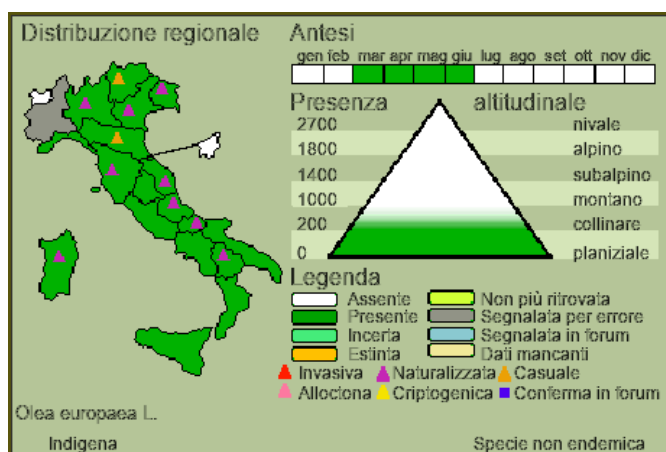 Distribuzione regionale
Antesi
gen feb mar apr mag giu lug ago set ott nov dic
Presenza altitudinale
2700 nivale
1800 alpino
1400 subalpino
1000 montano
200 collinare
0 planiziale
Legenda
Assente Non più ritrovata
Presente Segnalata per errore
Incerta Segnalata in forum
Estinta Dati mancanti
Invasiva Naturalizzata Casuale
Alloctona Criptogenica Conferma in forum
Olea europaea L.
Indigena Specie non endemica